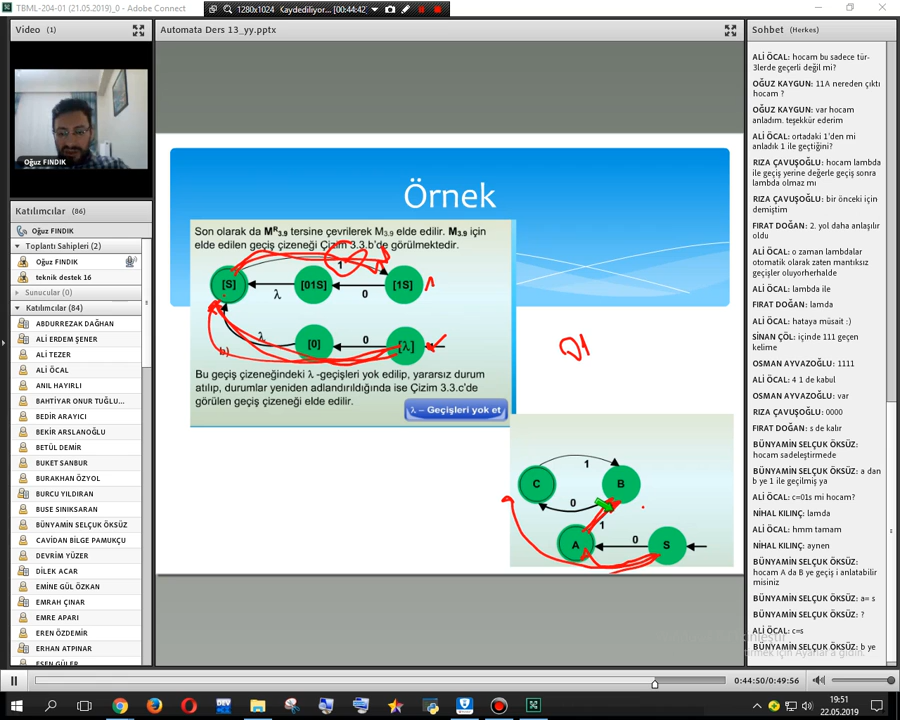 TBML-204-01 (21.05.2019)_0 - Adobe Connect
1280x1024 Kaydediliyor... [00:44:42]
Video (1)
Oğuz FINDIK
Katılımcılar (86)
Oğuz FINDIK
Toplantı Sahipleri (2)
Oğuz FINDIK
teknik destek 16
Sunucular (0)
Katılımcılar (84)
ABDURREZAK DAĞHAN
ALİ ERDEM ŞENER
ALİ TEZER
ALİ ÖCAL
ANIL HAYIRLI
BAHTİYAR ONUR TUĞLU...
BEDİR ARAYICI
BEKİR ARSLANOĞLU
BETÜL DEMİR
BUKET SANBUR
BURAKHAN ÖZYOL
BURCU YILDIRAN
BUSE SINIKSARAN
BÜNYAMİN SELÇUK ÖKSÜZ
CAVİDAN BİLGE PAMUKÇU
DEVRİM YÜZER
DİLEK ACAR
EMİNE GÜL ÖZKAN
EMRAH ÇINAR
EMRE APARI
EREN ÖZDEMİR
ERHAN ATPINAR
ESEN GÜLER
Automata Ders 13_yy.pptx
Örnek
Son olarak da Mᴿ3.9 tersine çevrilerek M3.9 elde edilir. M3.9 için
elde edilen geçiş çizeneği Çizim 3.3.b'de görülmektedir.
1
[S] [01S] [1S]
λ 0
λ 0
b) [0] [λ]
Bu geçiş çizeneğindeki λ -geçişleri yok edilip, yararsız durum
atılıp, durumlar yeniden adlandırıldığında ise Çizim 3.3.c'de
görülen geçiş çizeneği elde edilir.
λ – Geçişleri yok et
01
1
C B
0
1
A 0 S
Sohbet (Herkes)
ALİ ÖCAL: hocam bu sadece tür-
3lerde geçerli değil mi?
OĞUZ KAYGUN: 11A nereden çıktı
hocam ?
OĞUZ KAYGUN: var hocam
anladım. teşekkür ederim
ALİ ÖCAL: ortadaki 1'den mi
anladık 1 ile geçtiğini?
RIZA ÇAVUŞOĞLU: hocam lambda
ile geçiş yerine değerle geçiş sonra
lambda olmaz mı
RIZA ÇAVUŞOĞLU: bir önceki için
demiştim
FIRAT DOĞAN: 2. yol daha anlaşılır
oldu
ALİ ÖCAL: o zaman lambdalar
otomatik olarak zaten mantıksız
geçişler oluyorherhalde
ALİ ÖCAL: lambda ile
FIRAT DOĞAN: lamda
ALİ ÖCAL: hataya müsait :)
SİNAN ÇÖL: içinde 111 geçen
kelime
OSMAN AYVAZOĞLU: 1111
ALİ ÖCAL: 4 1 de kabul
OSMAN AYVAZOĞLU: var
RIZA ÇAVUŞOĞLU: 0000
FIRAT DOĞAN: s de kalır
BÜNYAMİN SELÇUK ÖKSÜZ:
hocam sadeleştirmede
BÜNYAMİN SELÇUK ÖKSÜZ: a dan
b ye 1 ile geçilmiş ya
ALİ ÖCAL: c=01s mi hocam?
NİHAL KILINÇ: lamda
ALİ ÖCAL: hmm tamam
NİHAL KILINÇ: aynen
BÜNYAMİN SELÇUK ÖKSÜZ:
hocam A da B ye geçiş i anlatabilir
misiniz
BÜNYAMİN SELÇUK ÖKSÜZ: a= s
BÜNYAMİN SELÇUK ÖKSÜZ: ?
ALİ ÖCAL: c=s
BÜNYAMİN SELÇUK ÖKSÜZ: b ye
00:44:50 / 0:49:56
19:51
22.05.2019